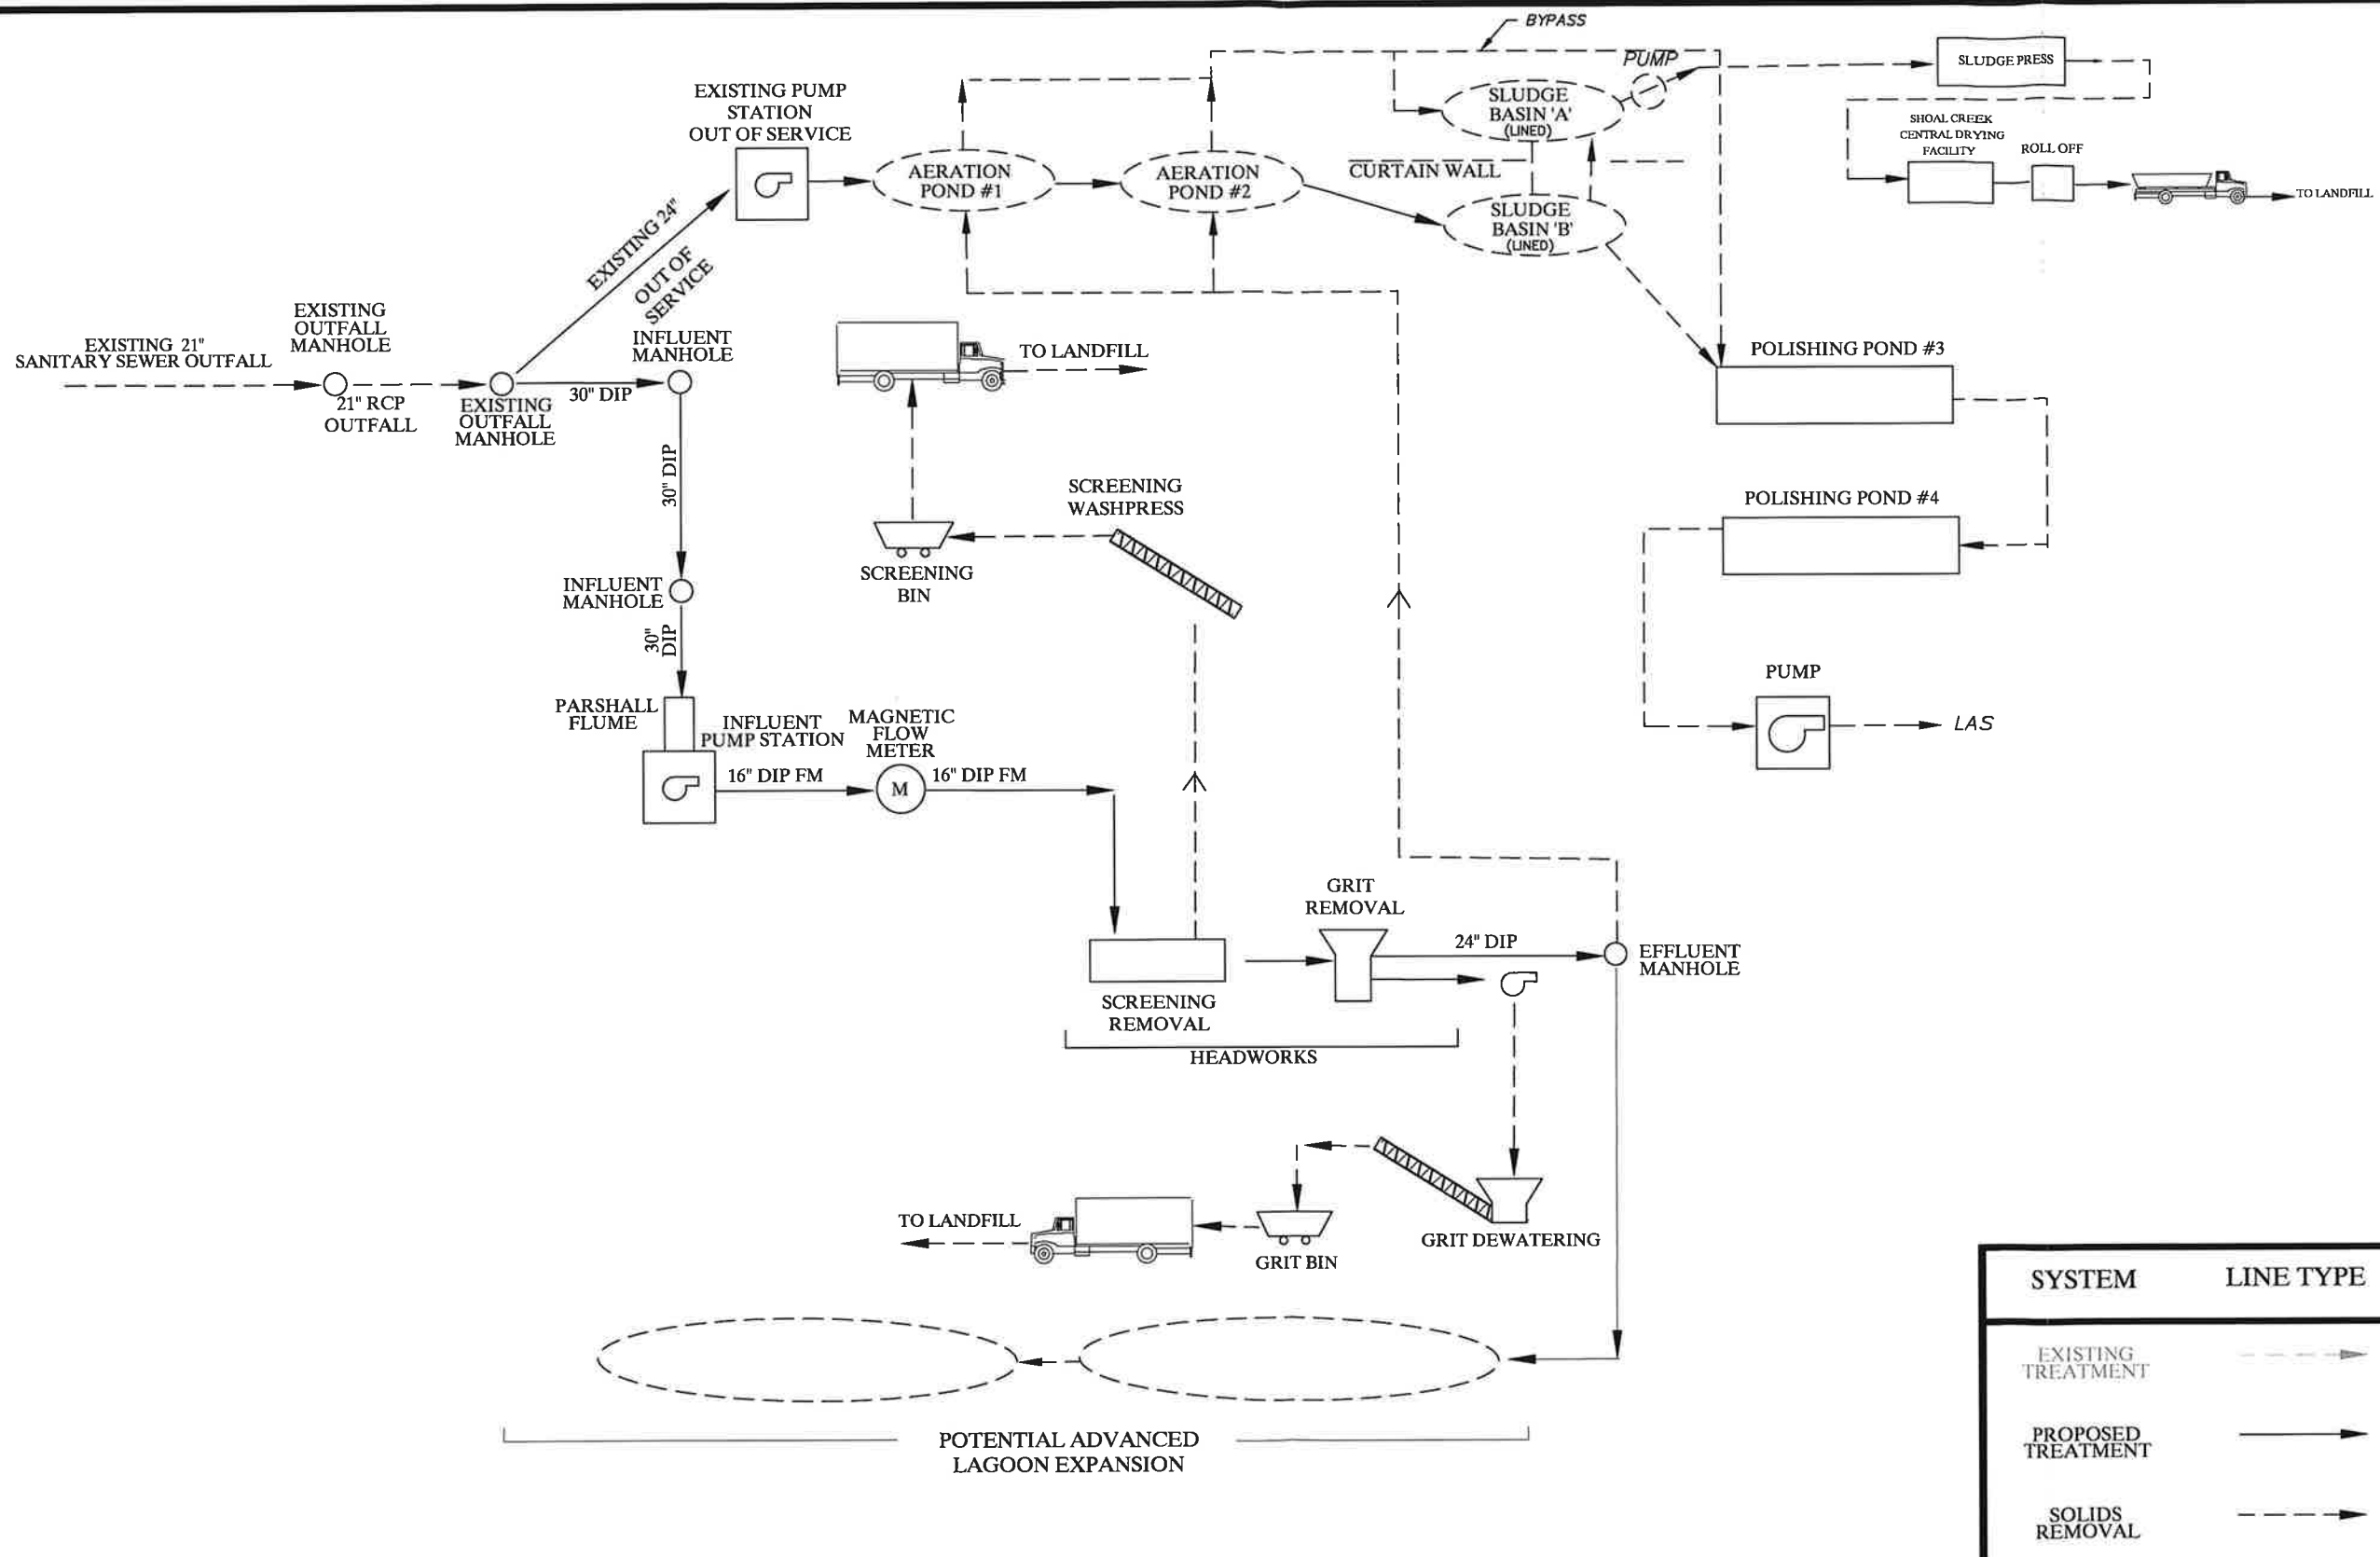 BYPASS
PUMP
SLUDGE PRESS
EXISTING PUMP
STATION
OUT OF SERVICE
SLUDGE
BASIN 'A'
(LINED)
SHOAL CREEK
CENTRAL DRYING
FACILITY
ROLL OFF
TO LANDFILL
AERATION
POND #1
AERATION
POND #2
CURTAIN WALL
SLUDGE
BASIN 'B'
(LINED)
EXISTING 24"
OUT OF
SERVICE
EXISTING 21"
SANITARY SEWER OUTFALL
EXISTING
OUTFALL
MANHOLE
21" RCP
OUTFALL
EXISTING
OUTFALL
MANHOLE
30" DIP
INFLUENT
MANHOLE
TO LANDFILL
POLISHING POND #3
30" DIP
SCREENING
WASHPRESS
SCREENING
BIN
POLISHING POND #4
INFLUENT
MANHOLE
30"
DIP
PARSHALL
FLUME
INFLUENT
PUMP STATION
MAGNETIC
FLOW
METER
16" DIP FM
M
16" DIP FM
PUMP
LAS
GRIT
REMOVAL
24" DIP
EFFLUENT
MANHOLE
SCREENING
REMOVAL
HEADWORKS
TO LANDFILL
GRIT BIN
GRIT DEWATERING
POTENTIAL ADVANCED
LAGOON EXPANSION
SYSTEM LINE TYPE
EXISTING
TREATMENT
PROPOSED
TREATMENT
SOLIDS
REMOVAL